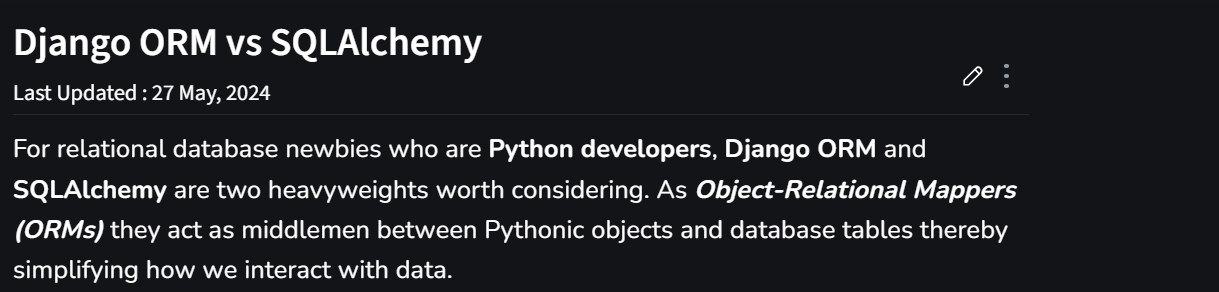 Django ORM vs SQLAlchemy
Last Updated : 27 May, 2024
For relational database newbies who are Python developers, Django ORM and
SQLAlchemy are two heavyweights worth considering. As Object-Relational Mappers
(ORMs) they act as middlemen between Pythonic objects and database tables thereby
simplifying how we interact with data.